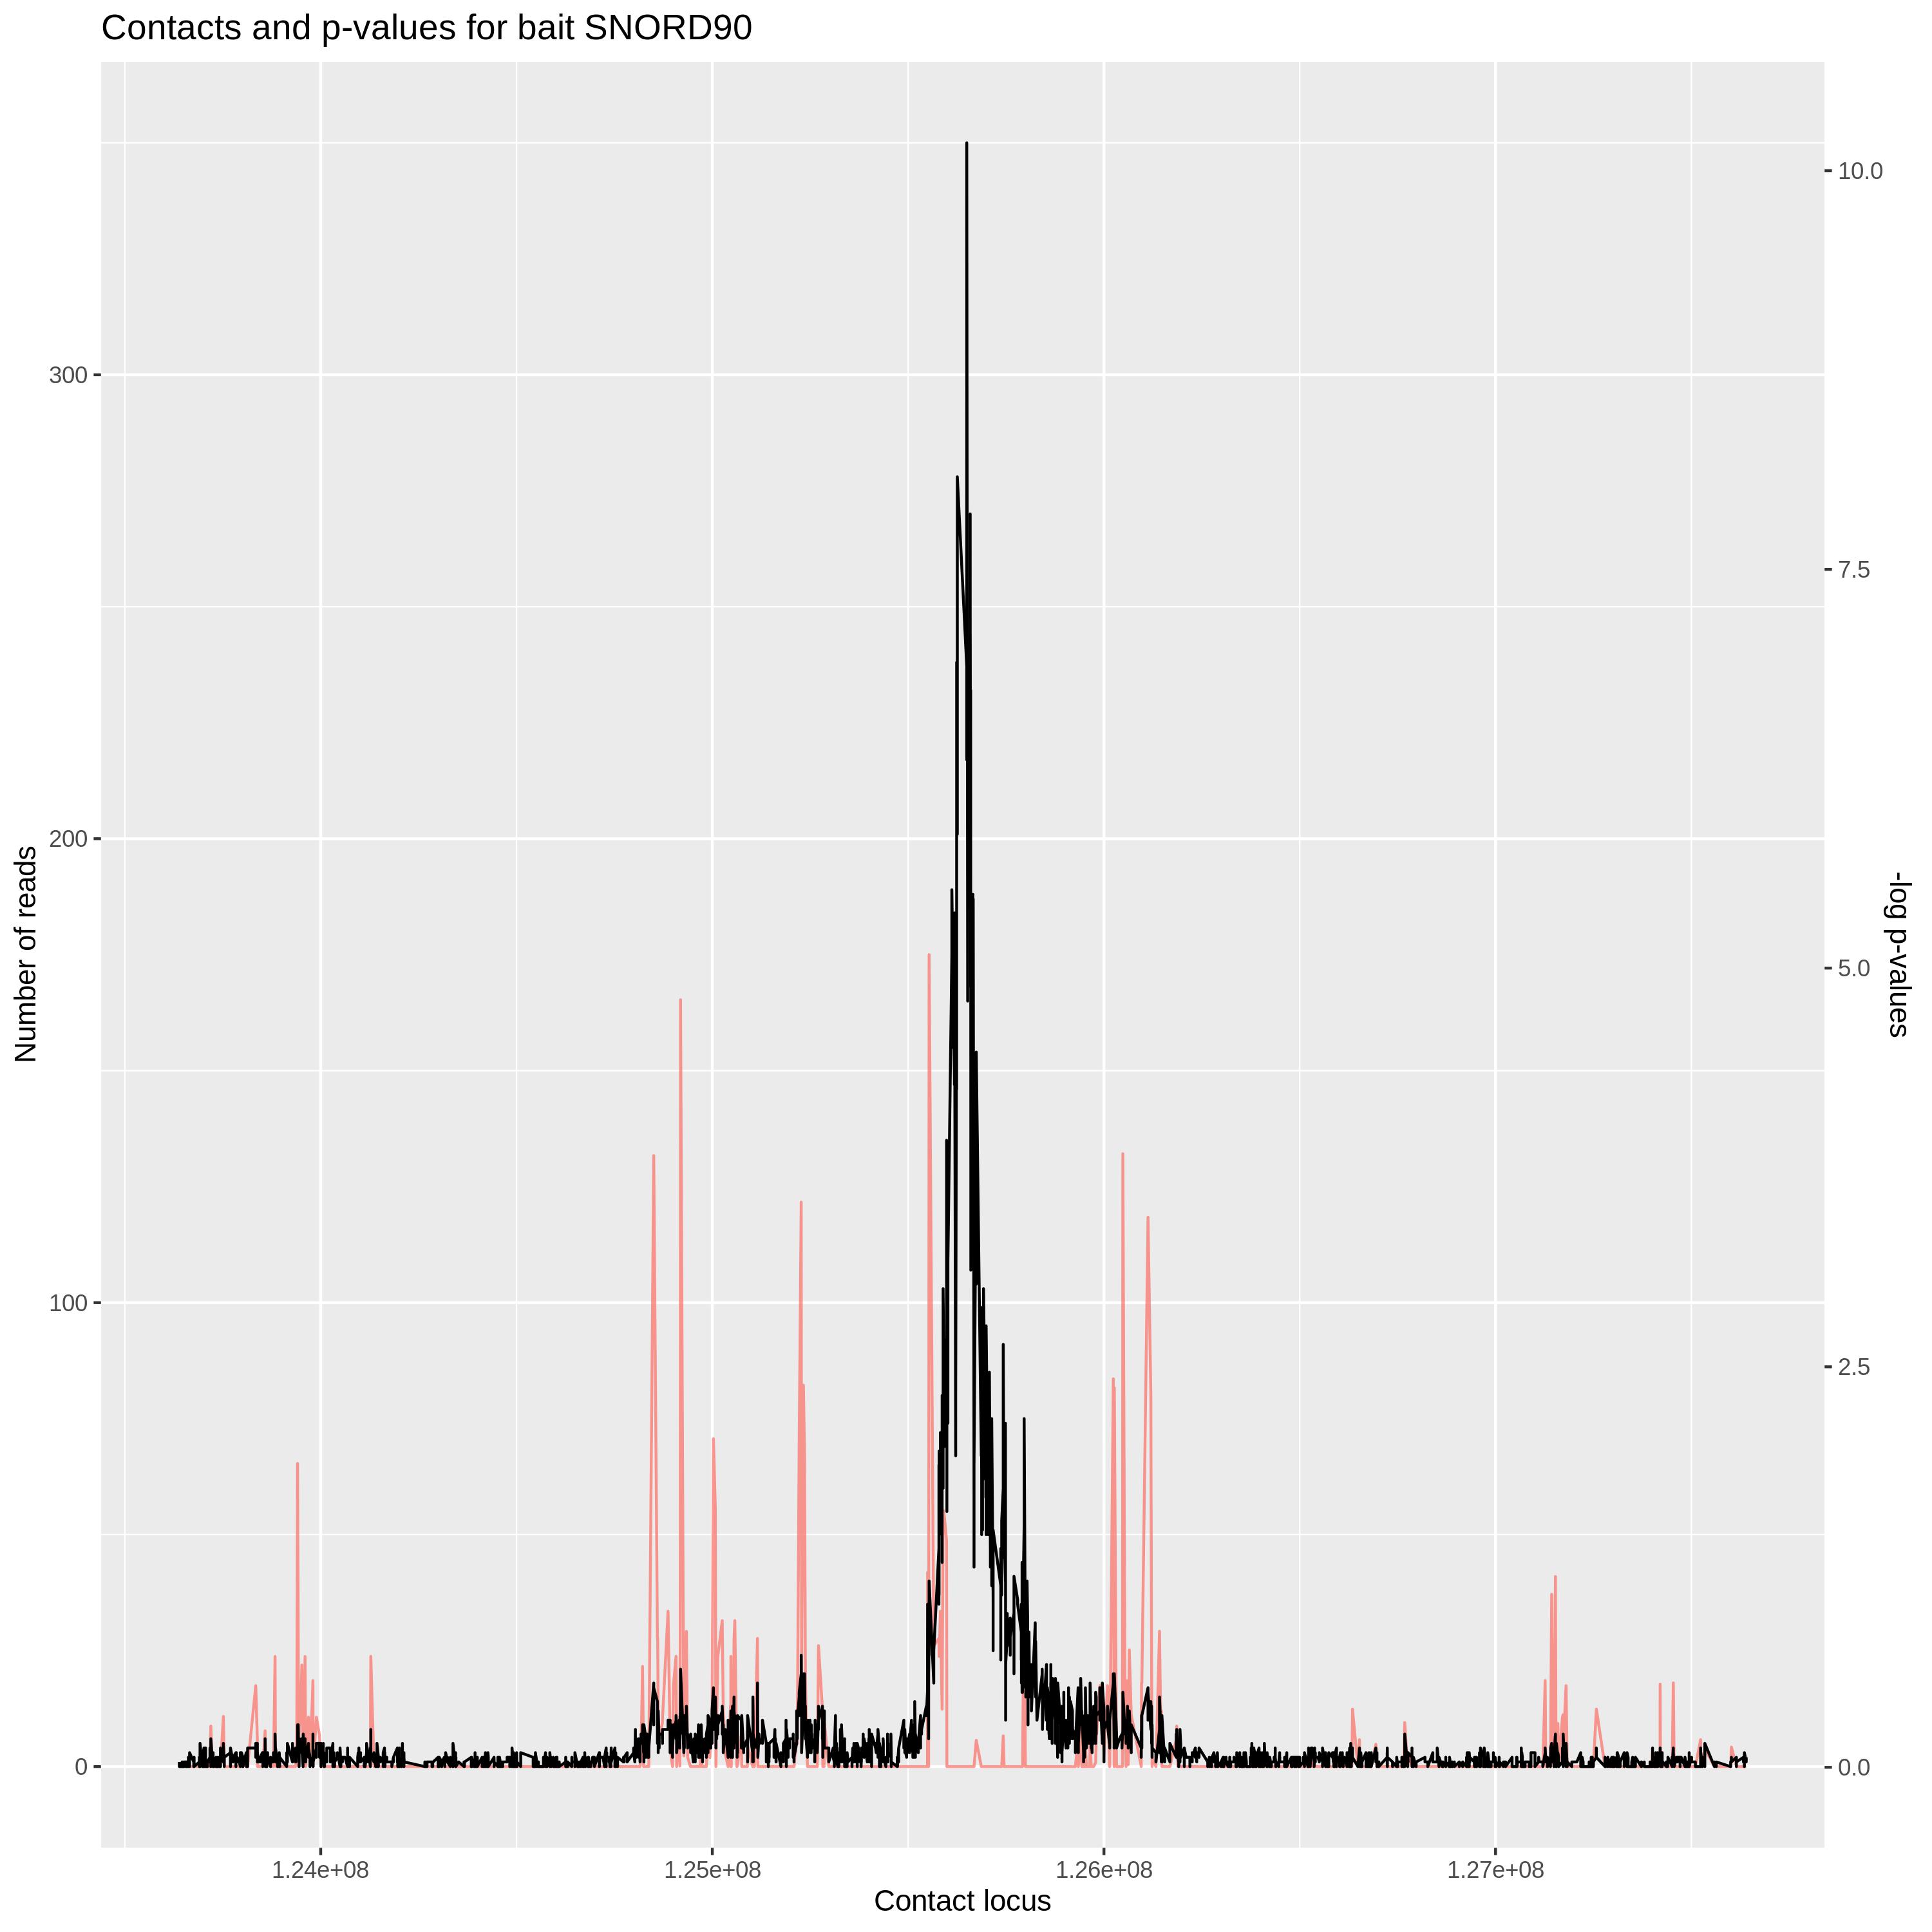 Contacts and p-values for bait SNORD90
Number of reads
300
200
100
0
10.0
7.5
5.0
2.5
0.0
-log p-values
1.24e+08
1.25e+08
1.26e+08
1.27e+08
Contact locus